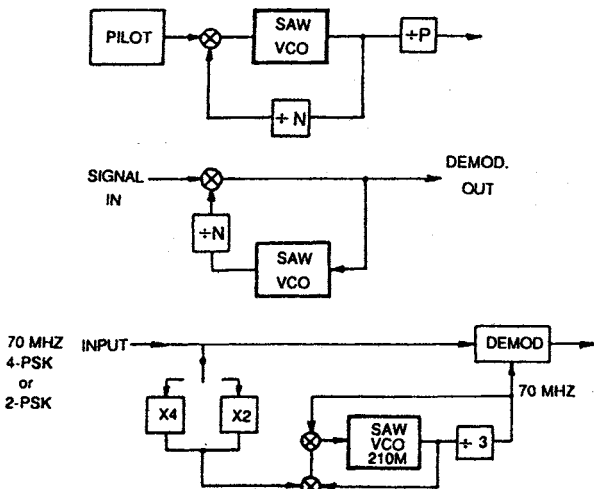 PILOT
SAW
VCO
÷P
÷ N
SIGNAL
IN
DEMOD.
OUT
÷N
SAW
VCO
70 MHZ
4-PSK
or
2-PSK
INPUT
DEMOD
70 MHZ
X4
X2
SAW
VCO
210M
÷ 3